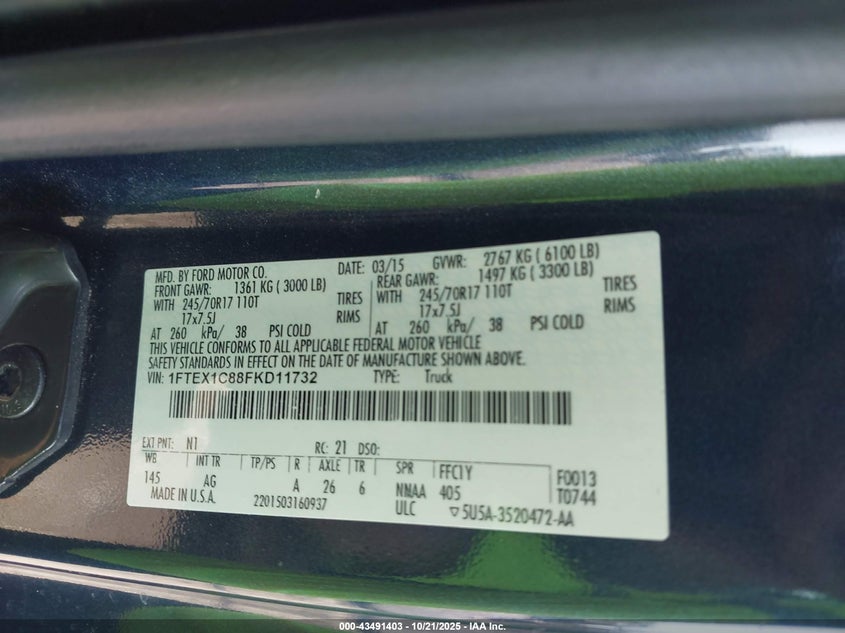 MFD. BY FORD MOTOR CO.
DATE: 03/15 GVWR: 2767 KG ( 6100 LB)
FRONT GAWR: 1361 KG ( 3000 LB) REAR GAWR: 1497 KG ( 3300 LB)
WITH 245/70R17 110T TIRES WITH 245/70R17 110T TIRES
17x7.5J RIMS 17x7.5J RIMS
AT 260 kPa/ 38 PSI COLD AT 260 kPa/ 38 PSI COLD
THIS VEHICLE CONFORMS TO ALL APPLICABLE FEDERAL MOTOR VEHICLE
SAFETY STANDARDS IN EFFECT ON THE DATE OF MANUFACTURE SHOWN ABOVE.
VIN: 1FTEX1C88FKD11732 TYPE: Truck
EXT PNT: N1 RC: 21 DSO:
WB INT TR TP/PS R AXLE TR SPR FFC1Y F0013
145 AG A 26 6 NNAA 405 T0744
MADE IN U.S.A. 2201503160937 ULC ▽5U5A-3520472-AA
000-43491403 - 10/21/2025 - IAA Inc.